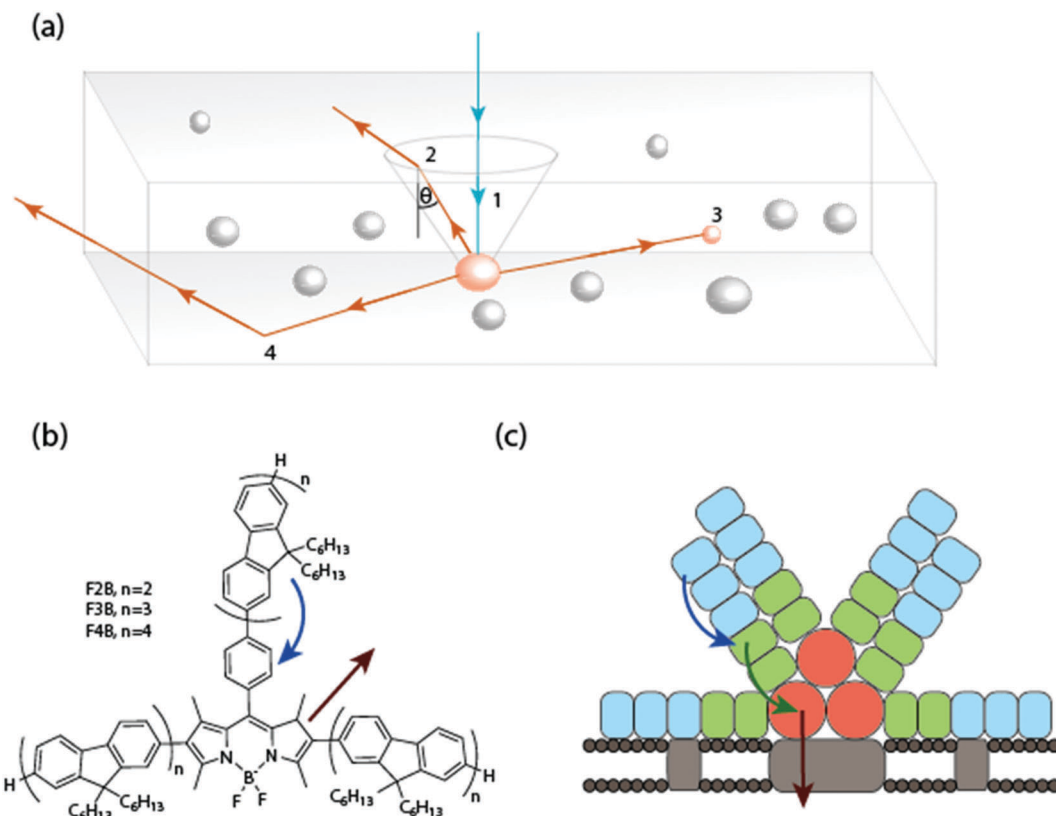 (a)
2
θ
1
3
4
(b)
(c)
H
n
C6H13
C6H13
F2B, n=2
F3B, n=3
F4B, n=4
H
n
N
N
B
F
F
n
H
C6H13
C6H13
C6H13
C6H13